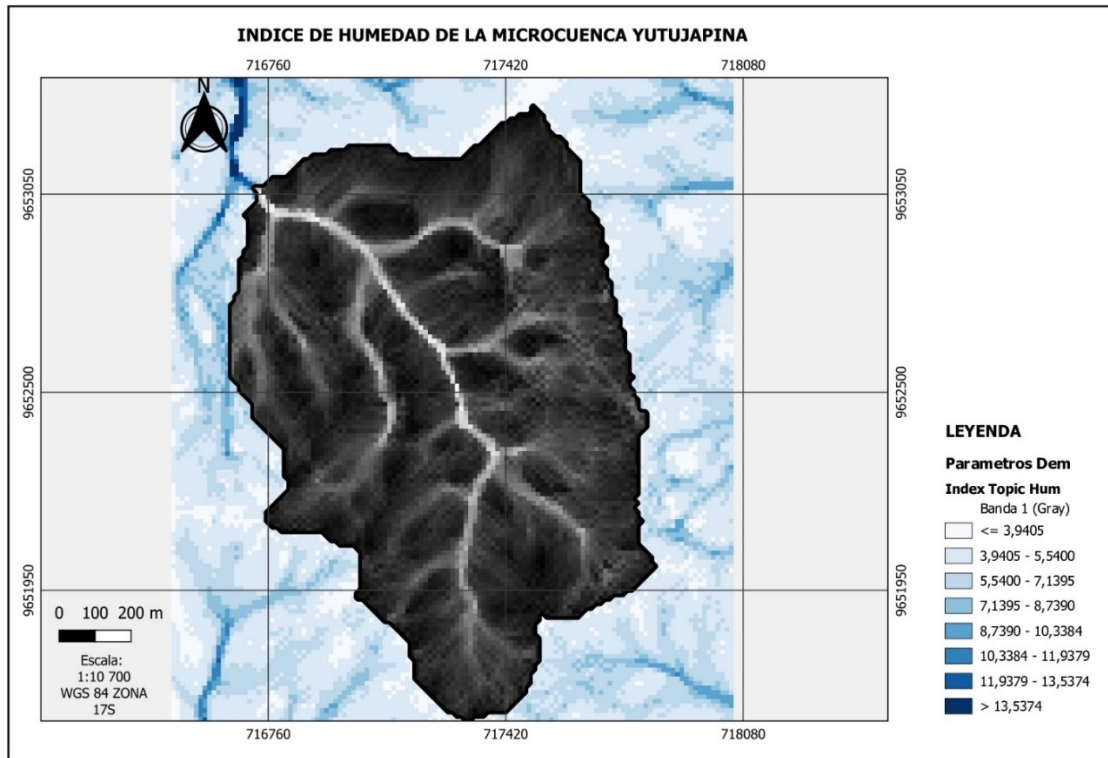 INDICE DE HUMEDAD DE LA MICROCUENCA YUTUJAPINA
716760 717420 718080
N
9653050 9653050
9652500 9652500
9651950 9651950
0 100 200 m
Escala:
1:10 700
WGS 84 ZONA
17S
716760 717420 718080
LEYENDA
Parametros Dem
Index Topic Hum
Banda 1 (Gray)
<= 3,9405
3,9405 - 5,5400
5,5400 - 7,1395
7,1395 - 8,7390
8,7390 - 10,3384
10,3384 - 11,9379
11,9379 - 13,5374
> 13,5374